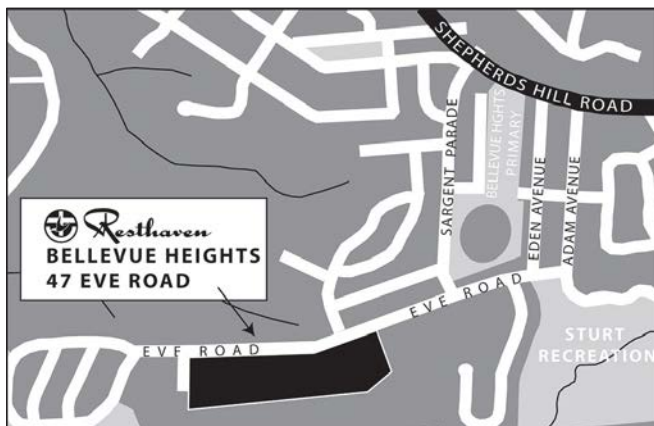 SHEPHERDS HILL ROAD
SARGENT PARADE
BELLEVUE HGHTS
PRIMARY
EDEN AVENUE
ADAM AVENUE
Resthaven
BELLEVUE HEIGHTS
47 EVE ROAD
EVE ROAD
STURT
RECREATION
EVE ROAD